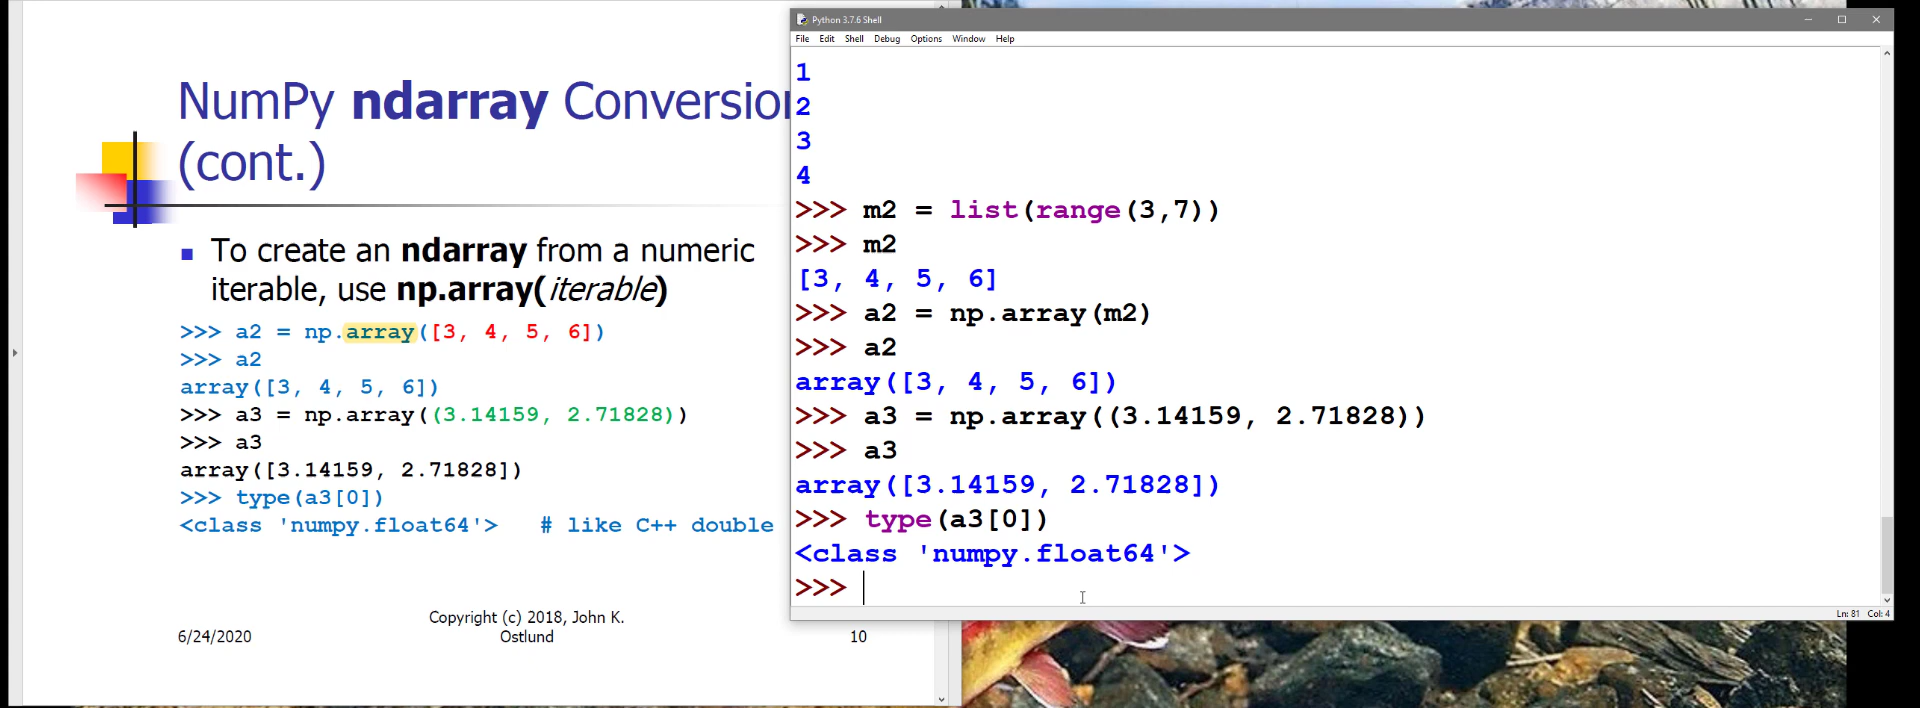 NumPy ndarray Conversion
(cont.)
To create an ndarray from a numeric
iterable, use np.array(iterable)
>>> a2 = np.array([3, 4, 5, 6])
>>> a2
array([3, 4, 5, 6])
>>> a3 = np.array((3.14159, 2.71828))
>>> a3
array([3.14159, 2.71828])
>>> type(a3[0])
<class 'numpy.float64'> # like C++ double
6/24/2020
Copyright (c) 2018, John K.
Ostlund
10
Python 3.7.6 Shell
File Edit Shell Debug Options Window Help
1
2
3
4
>>> m2 = list(range(3,7))
>>> m2
[3, 4, 5, 6]
>>> a2 = np.array(m2)
>>> a2
array([3, 4, 5, 6])
>>> a3 = np.array((3.14159, 2.71828))
>>> a3
array([3.14159, 2.71828])
>>> type(a3[0])
<class 'numpy.float64'>
>>>
Ln: 81 Col: 4